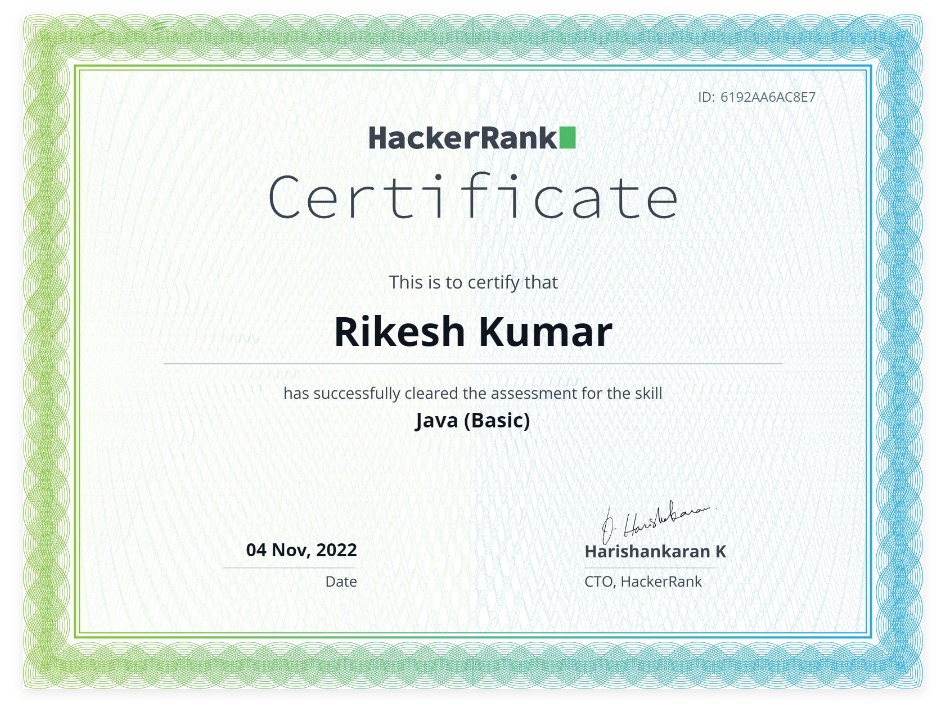 ID: 6192AA6AC8E7
HackerRank
Certificate
This is to certify that
Rikesh Kumar
has successfully cleared the assessment for the skill
Java (Basic)
04 Nov, 2022
Date
Harishankaran K
CTO, HackerRank